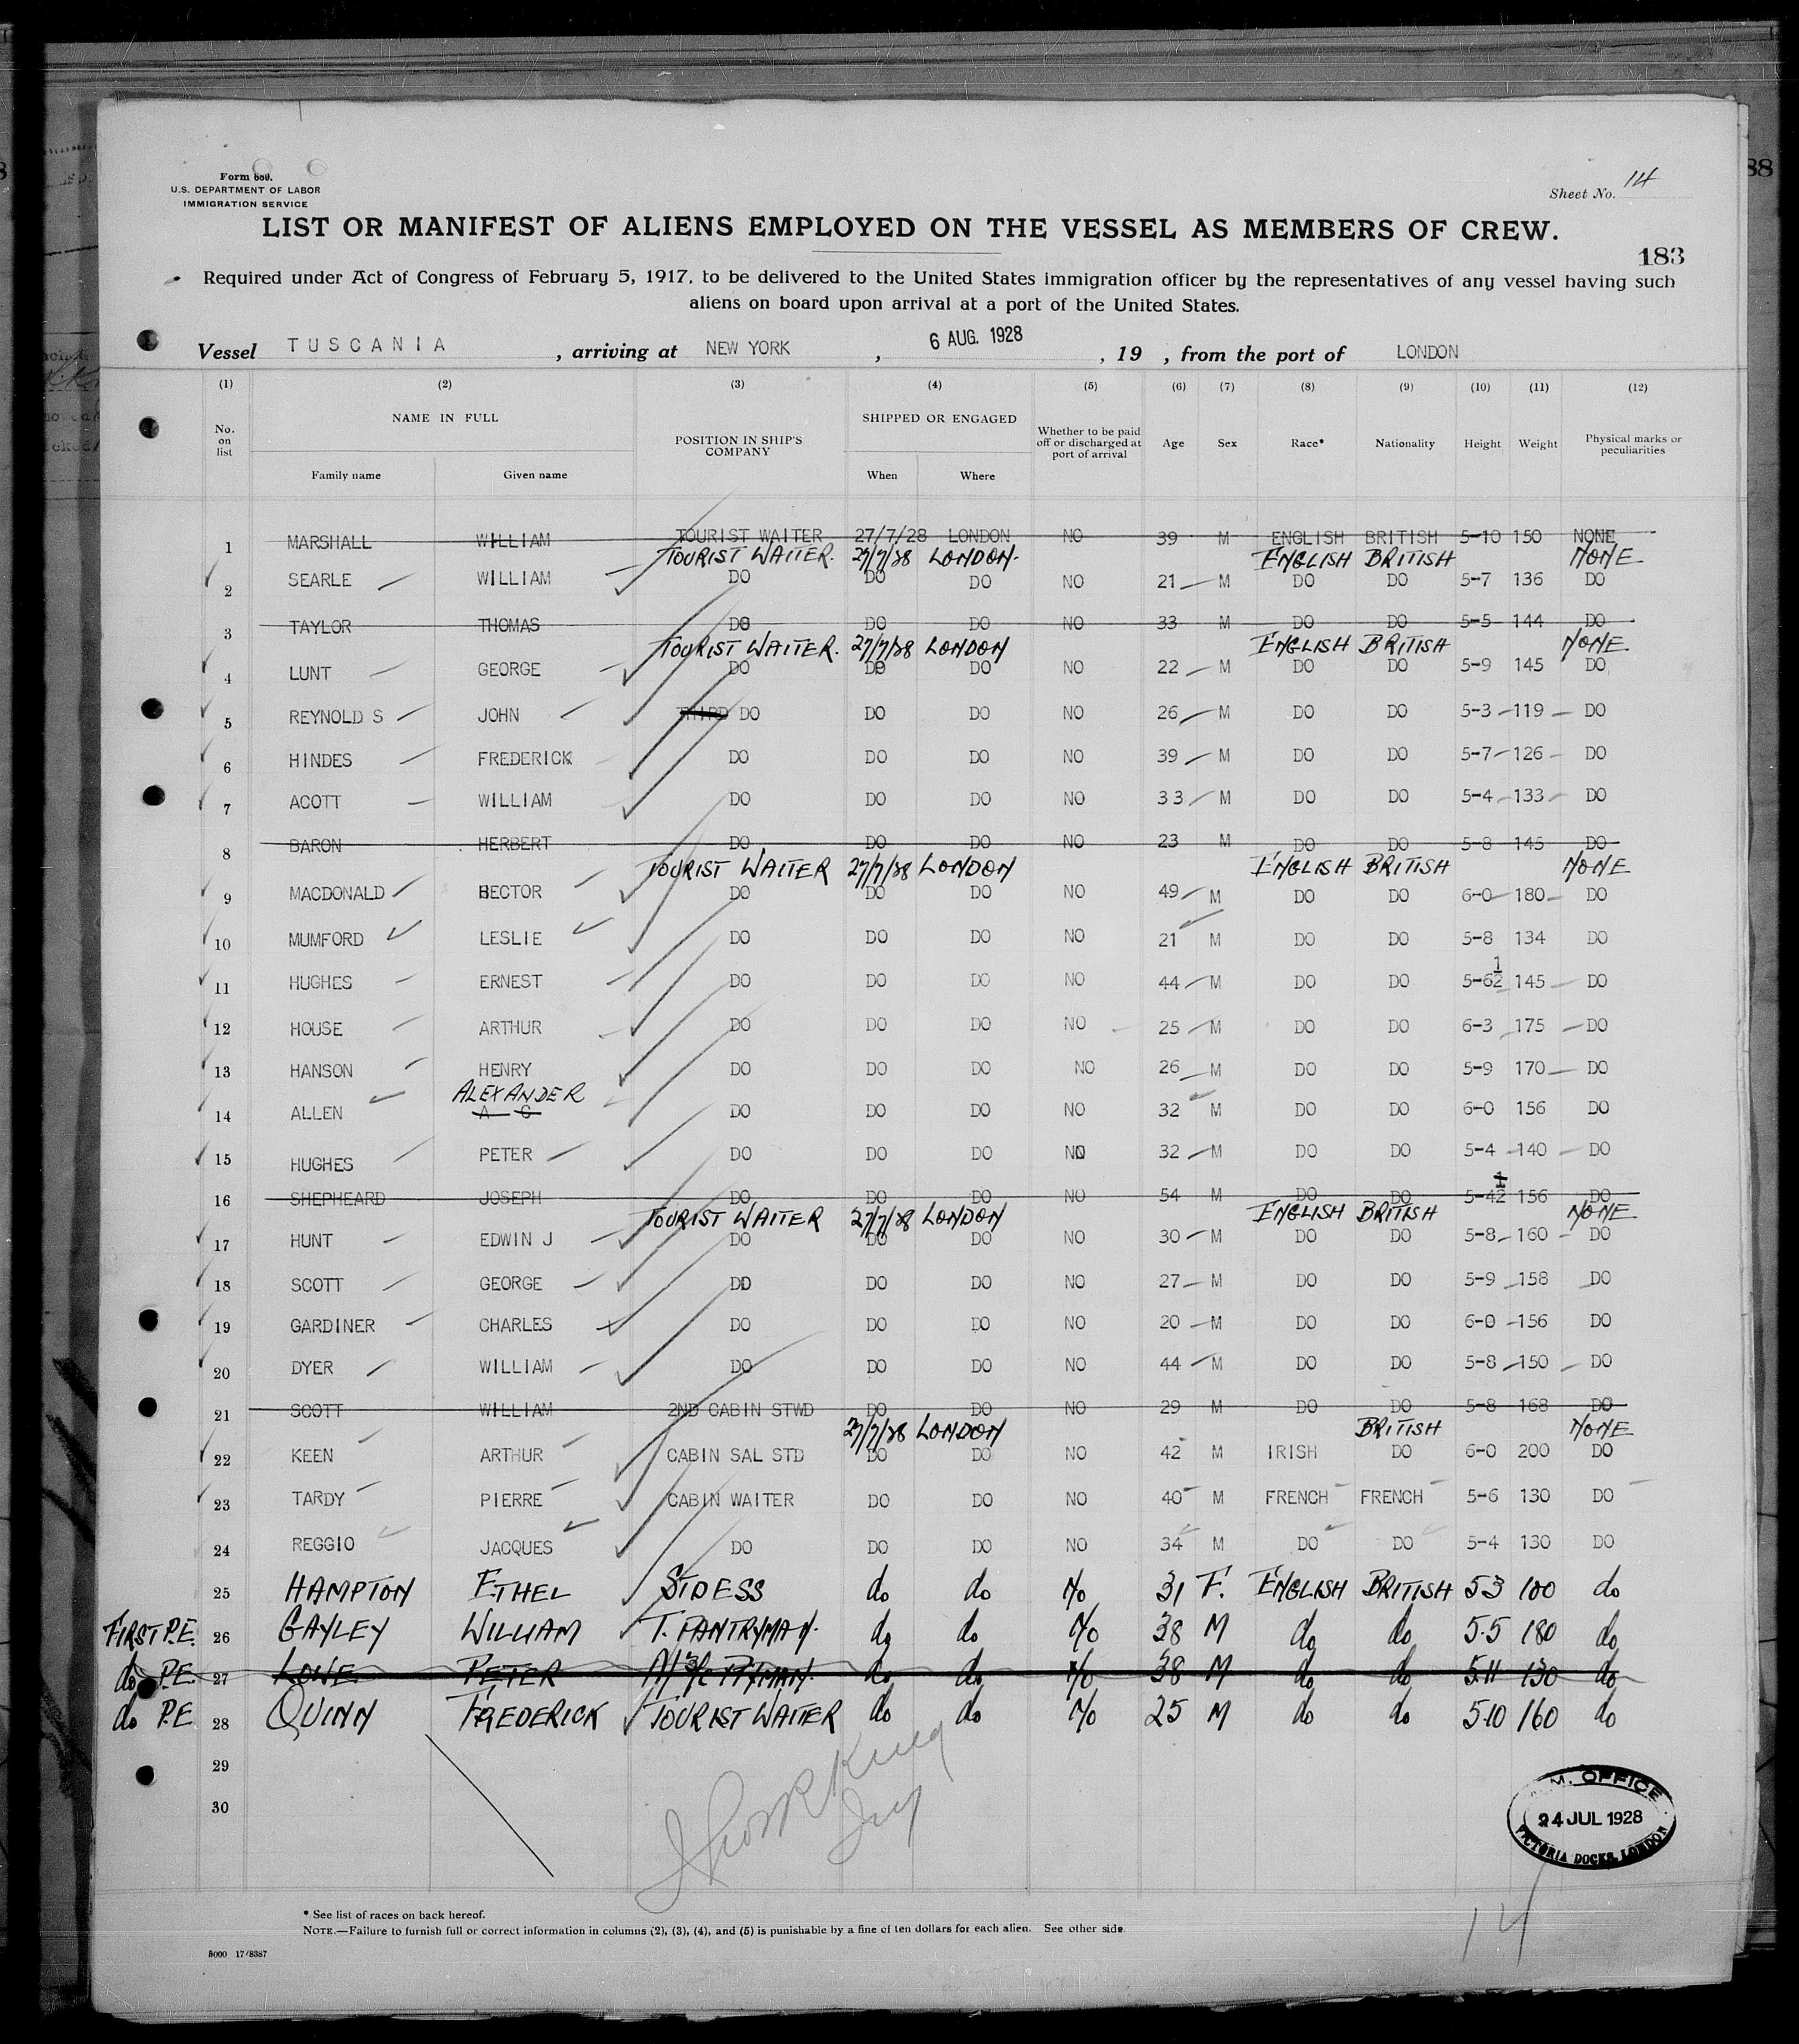 Form 680.
U.S. DEPARTMENT OF LABOR
IMMIGRATION SERVICE
Sheet No. 14
LIST OR MANIFEST OF ALIENS EMPLOYED ON THE VESSEL AS MEMBERS OF CREW.
183
Required under Act of Congress of February 5, 1917, to be delivered to the United States immigration officer by the representatives of any vessel having such
aliens on board upon arrival at a port of the United States.
Vessel TUSCANIA , arriving at NEW YORK , 6 AUG. 1928 , 19 , from the port of LONDON
(1) (2) (3) (4) (5) (6) (7) (8) (9) (10) (11) (12)
No. on list NAME IN FULL POSITION IN SHIP'S COMPANY SHIPPED OR ENGAGED Whether to be paid off or discharged at port of arrival Age Sex Race* Nationality Height Weight Physical marks or peculiarities
Family name Given name When Where
1 MARSHALL WILLIAM TOURIST WAITER 27/7/28 LONDON NO 39 M ENGLISH BRITISH 5-10 150 NONE
TOURIST WAITER. 27/7/28 LONDON. ENGLISH BRITISH NONE
2 SEARLE WILLIAM DO DO DO NO 21 M DO DO 5-7 136 DO
3 TAYLOR THOMAS DO DO DO NO 33 M DO DO 5-5 144 DO
TOURIST WAITER. 27/7/28 LONDON ENGLISH BRITISH NONE
4 LUNT GEORGE DO DO DO NO 22 M DO DO 5-9 145 DO
5 REYNOLDS JOHN THIRD DO DO DO NO 26 M DO DO 5-3 119 DO
6 HINDES FREDERICK DO DO DO NO 39 M DO DO 5-7 126 DO
7 ACOTT WILLIAM DO DO DO NO 33 M DO DO 5-4 133 DO
8 BARON HERBERT DO DO DO NO 23 M DO DO 5-8 145 DO
TOURIST WAITER 27/7/28 LONDON ENGLISH BRITISH NONE
9 MACDONALD HECTOR DO DO DO NO 49 M DO DO 6-0 180 DO
10 MUMFORD LESLIE DO DO DO NO 21 M DO DO 5-8 134 DO
11 HUGHES ERNEST DO DO DO NO 44 M DO DO 5-6½ 145 DO
12 HOUSE ARTHUR DO DO DO NO 25 M DO DO 6-3 175 DO
13 HANSON HENRY DO DO DO NO 26 M DO DO 5-9 170 DO
ALEXANDER
14 ALLEN A G DO DO DO NO 32 M DO DO 6-0 156 DO
15 HUGHES PETER DO DO DO NO 32 M DO DO 5-4 140 DO
16 SHEPHEARD JOSEPH DO DO DO NO 54 M DO DO 5-4½ 156 DO
TOURIST WAITER 27/7/28 LONDON ENGLISH BRITISH NONE
17 HUNT EDWIN J DO DO DO NO 30 M DO DO 5-8 160 DO
18 SCOTT GEORGE DO DO DO NO 27 M DO DO 5-9 158 DO
19 GARDINER CHARLES DO DO DO NO 20 M DO DO 6-0 156 DO
20 DYER WILLIAM DO DO DO NO 44 M DO DO 5-8 150 DO
21 SCOTT WILLIAM 2ND CABIN STWD DO DO NO 29 M DO DO 5-8 168 DO
27/7/28 LONDON BRITISH NONE
22 KEEN ARTHUR CABIN SAL STD DO DO NO 42 M IRISH DO 6-0 200 DO
23 TARDY PIERRE CABIN WAITER DO DO NO 40 M FRENCH FRENCH 5-6 130 DO
24 REGGIO JACQUES DO DO DO NO 34 M DO DO 5-4 130 DO
25 HAMPTON ETHEL STDESS do do No 31 F. ENGLISH BRITISH 53 100 do
FIRST P.E. 26 GAYLEY WILLIAM T. PANTRYMAN. do do No 38 M do do 5.5 180 do
do P.E. 27 LOWE PETER do do No 38 M do do 5.11 130 do
do P.E 28 QUINN FREDERICK TOURIST WAITER do do No 25 M do do 5.10 160 do
29
30
24 JUL 1928
M. OFFICE
VICTORIA DOCKS, LONDON
14
* See list of races on back hereof.
NOTE.—Failure to furnish full or correct information in columns (2), (3), (4), and (5) is punishable by a fine of ten dollars for each alien. See other side.
5000 17/8387